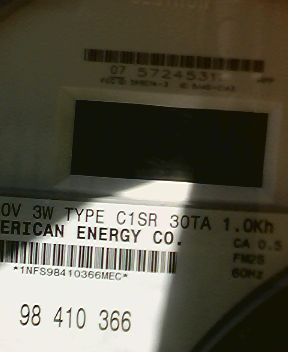 07 5724531
0V 3W TYPE C1SR 30TA 1.0Kh
ERICAN ENERGY CO.
CA 0.5
*1NFS98410366MEC*
FM2S
60Hz
98 410 366